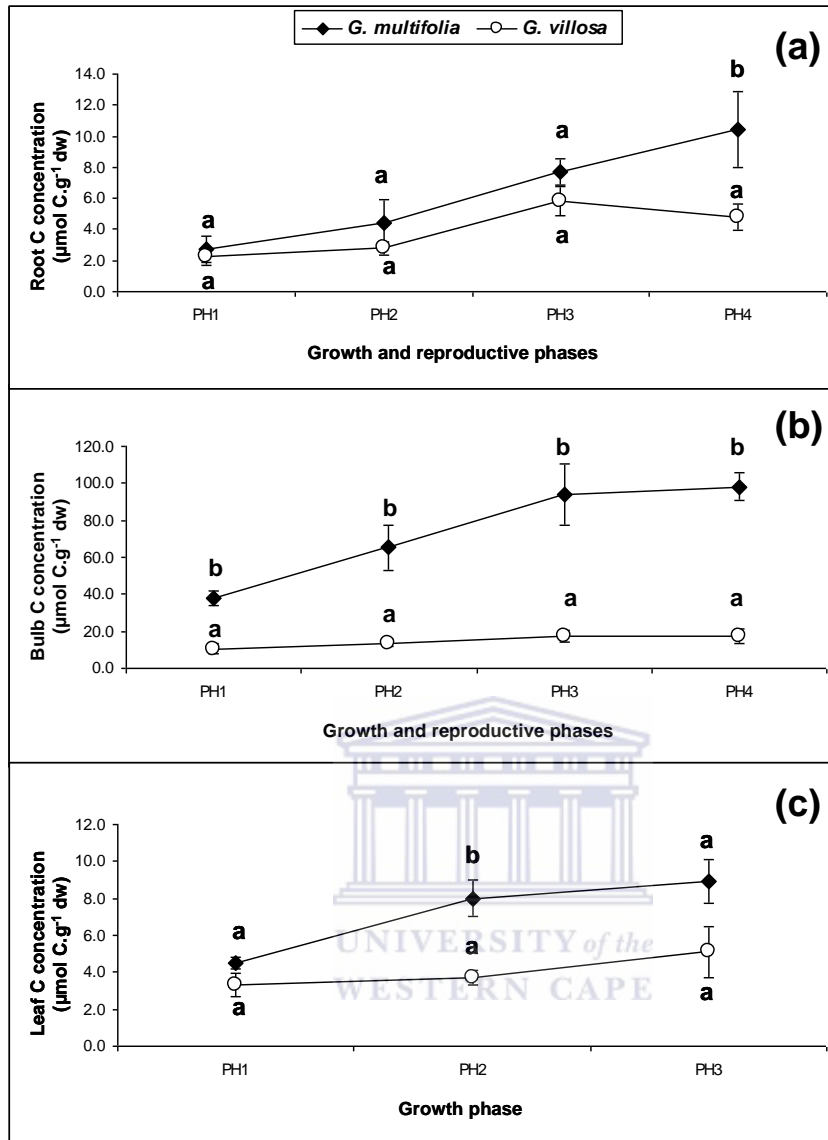 G. multifolia G. villosa
(a)
Root C concentration
(µmol C.g-1 dw)
14.0
12.0
10.0
8.0
6.0
4.0
2.0
0.0
a
a
a
b
a
a
a
a
PH1 PH2 PH3 PH4
Growth and reproductive phases
(b)
Bulb C concentration
(µmol C.g-1 dw)
120.0
100.0
80.0
60.0
40.0
20.0
0.0
b
b
b
b
a
a
a
a
PH1 PH2 PH3 PH4
Growth and reproductive phases
(c)
Leaf C concentration
(µmol C.g-1 dw)
12.0
10.0
8.0
6.0
4.0
2.0
0.0
a
b
a
a
a
a
PH1 PH2 PH3
Growth phase
UNIVERSITY of the
WESTERN CAPE